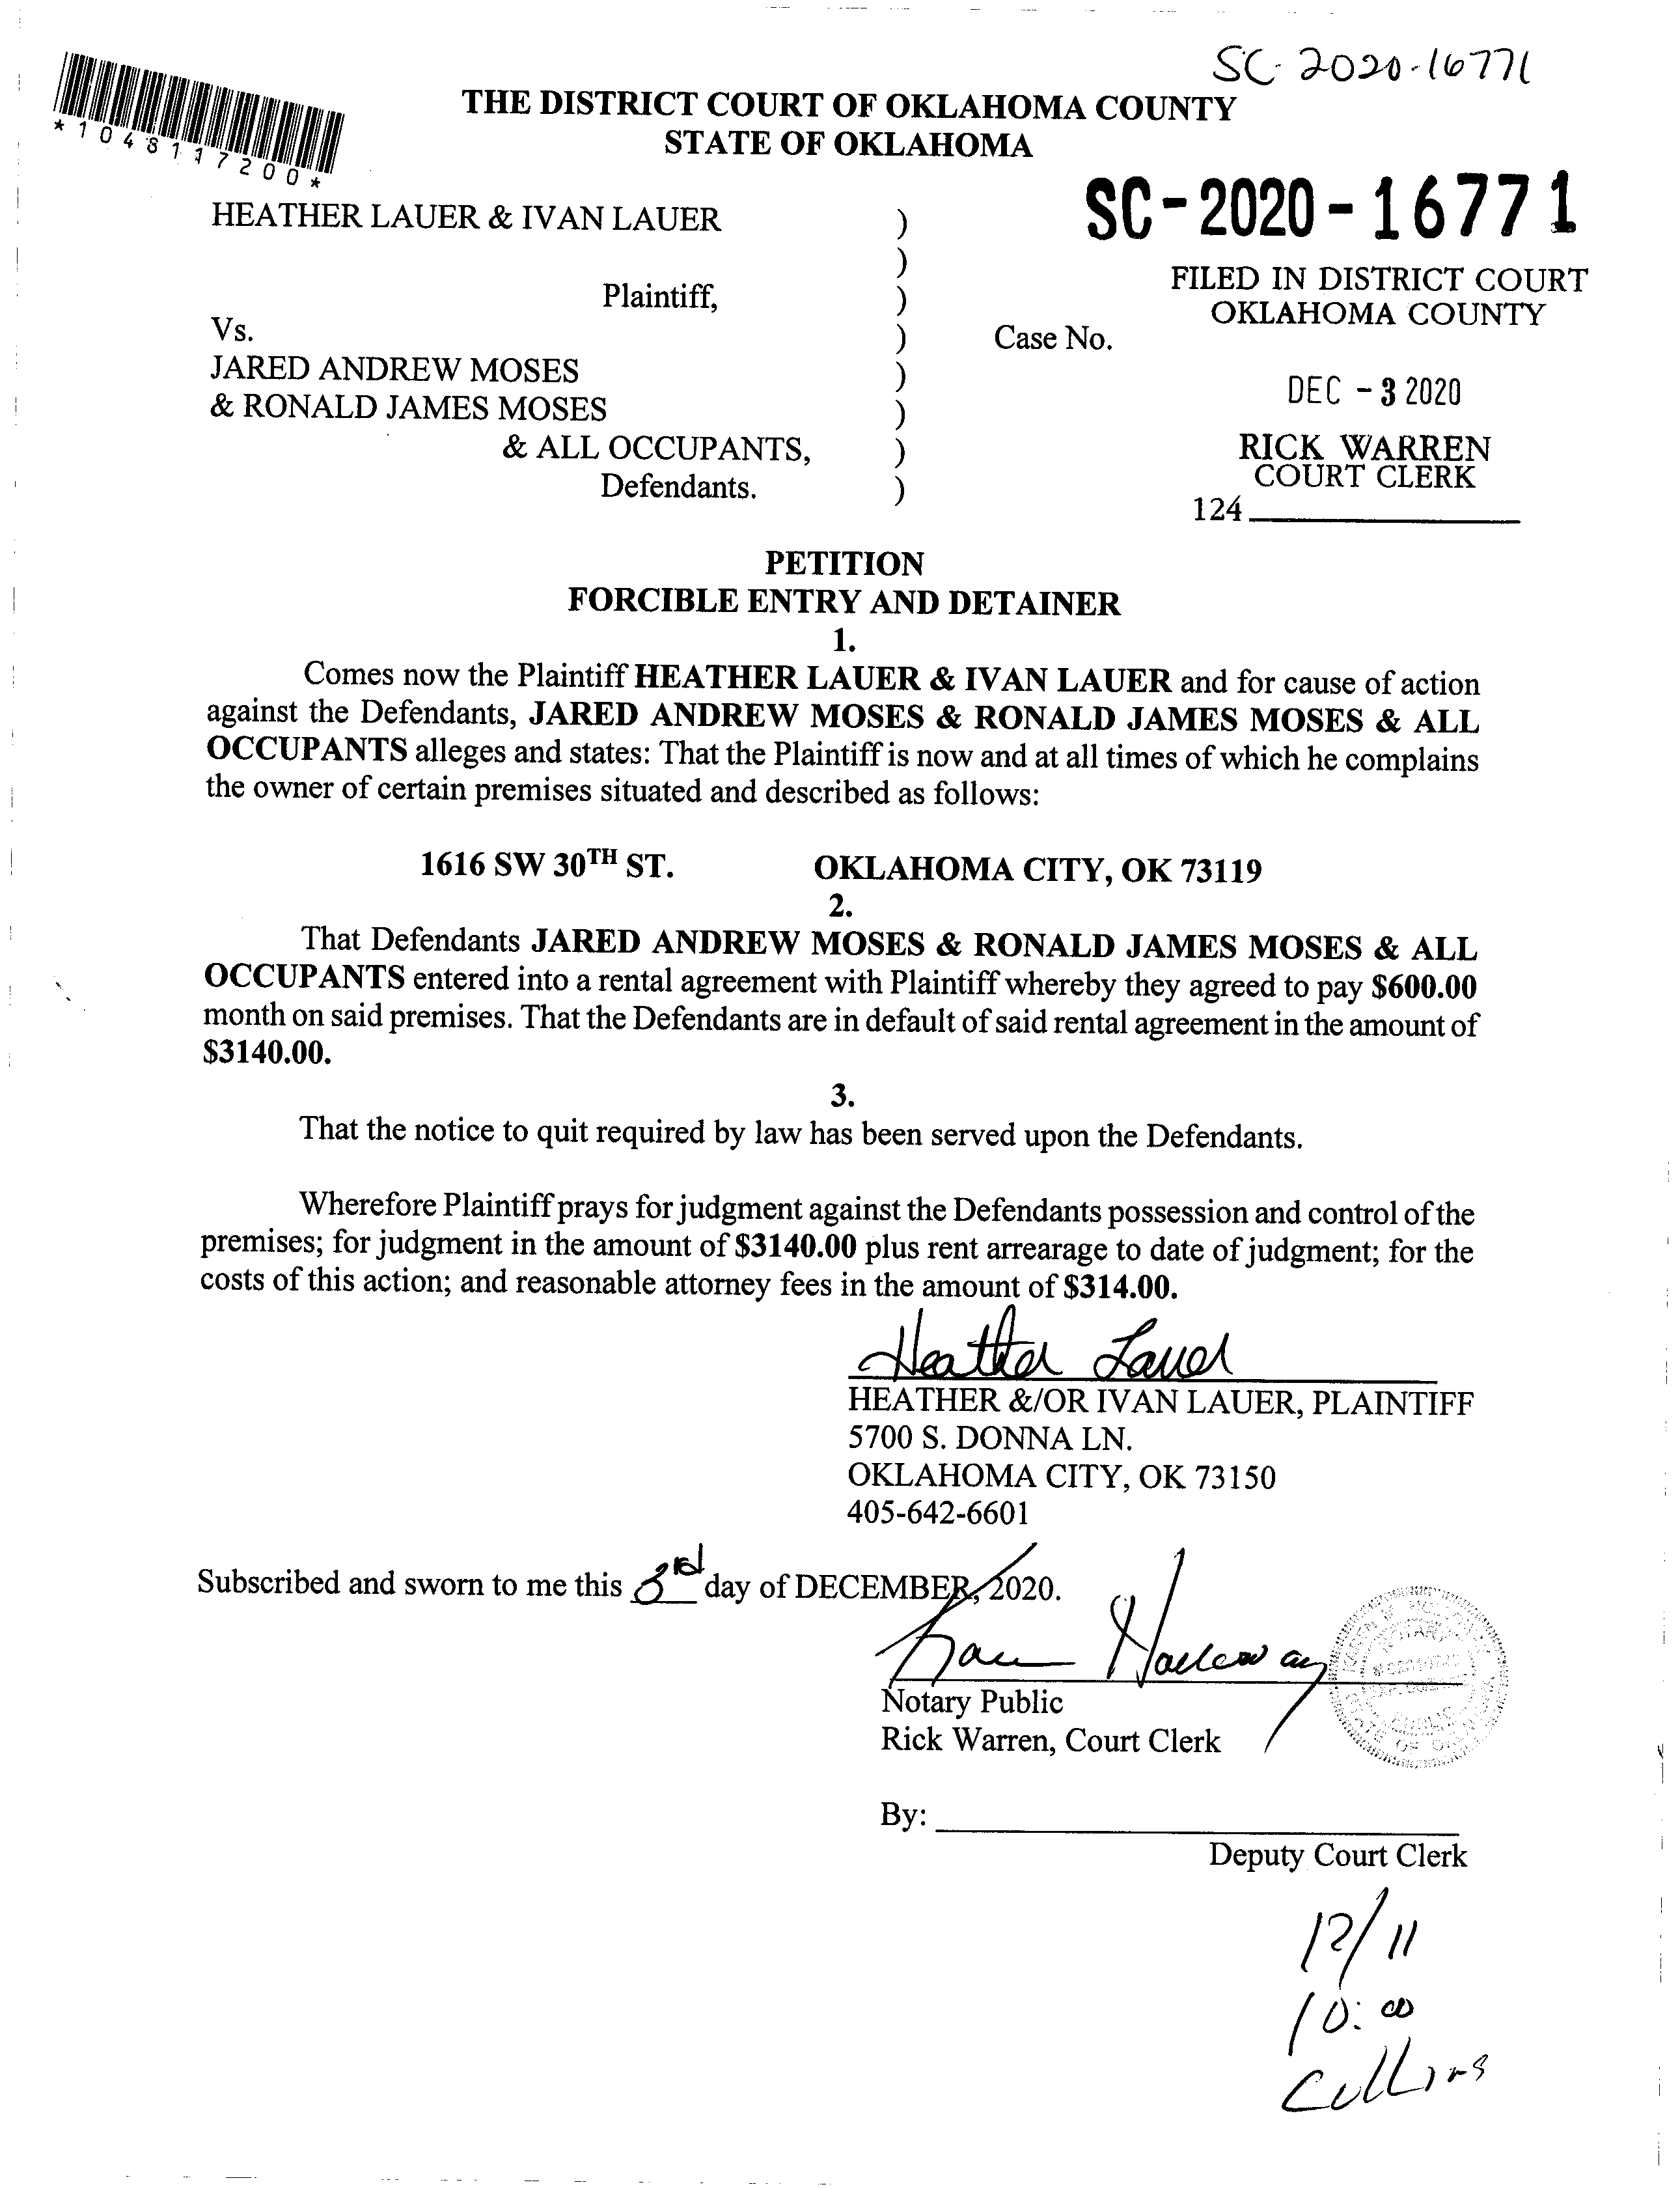 SC-2020-16771
*1048117200*
THE DISTRICT COURT OF OKLAHOMA COUNTY
STATE OF OKLAHOMA
SC-2020-16771
HEATHER LAUER & IVAN LAUER )
)
FILED IN DISTRICT COURT
Plaintiff, )
OKLAHOMA COUNTY
Vs. ) Case No.
JARED ANDREW MOSES )
DEC -3 2020
& RONALD JAMES MOSES )
& ALL OCCUPANTS, )
RICK WARREN
COURT CLERK
Defendants. )
124
PETITION
FORCIBLE ENTRY AND DETAINER
1.
Comes now the Plaintiff HEATHER LAUER & IVAN LAUER and for cause of action
against the Defendants, JARED ANDREW MOSES & RONALD JAMES MOSES & ALL
OCCUPANTS alleges and states: That the Plaintiff is now and at all times of which he complains
the owner of certain premises situated and described as follows:
1616 SW 30TH ST. OKLAHOMA CITY, OK 73119
2.
That Defendants JARED ANDREW MOSES & RONALD JAMES MOSES & ALL
OCCUPANTS entered into a rental agreement with Plaintiff whereby they agreed to pay $600.00
month on said premises. That the Defendants are in default of said rental agreement in the amount of
$3140.00.
3.
That the notice to quit required by law has been served upon the Defendants.
Wherefore Plaintiff prays for judgment against the Defendants possession and control of the
premises; for judgment in the amount of $3140.00 plus rent arrearage to date of judgment; for the
costs of this action; and reasonable attorney fees in the amount of $314.00.
Heather Lauer
HEATHER &/OR IVAN LAUER, PLAINTIFF
5700 S. DONNA LN.
OKLAHOMA CITY, OK 73150
405-642-6601
Subscribed and sworn to me this 3rd day of DECEMBER, 2020.
Notary Public
Rick Warren, Court Clerk
By:
Deputy Court Clerk
12/11
10:00
Collins